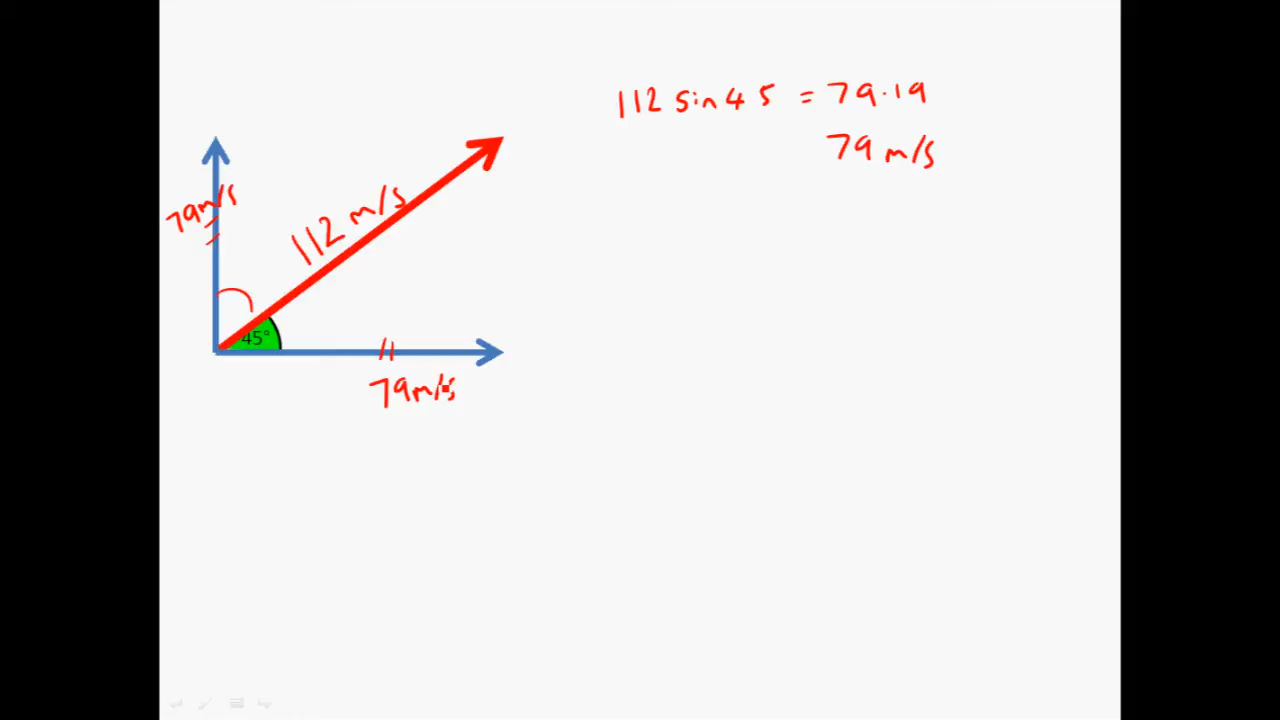 112 sin 45 = 79.19
79 m/s
79m/s
112 m/s
45°
79m/s